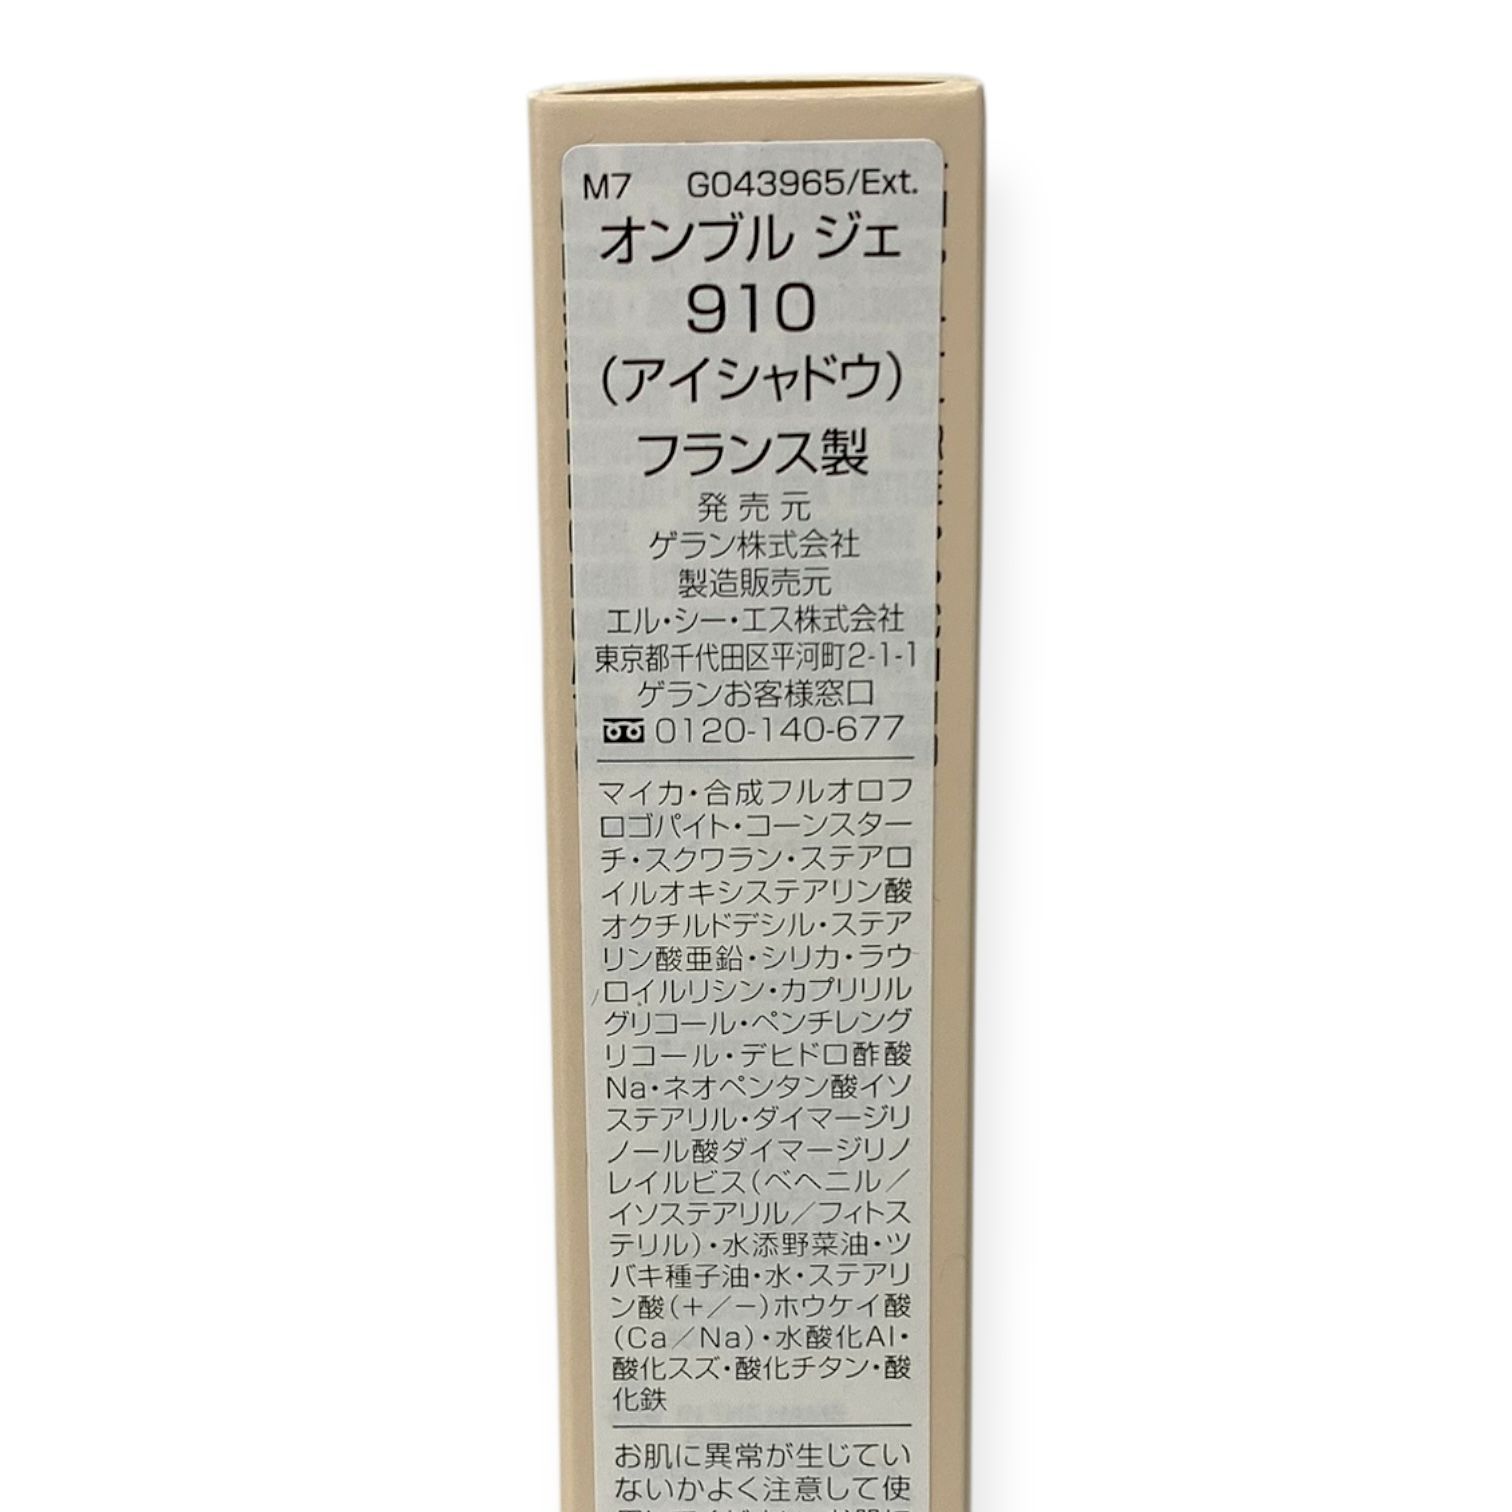 M7 G043965/Ext.
オンブル ジェ
910
(アイシャドウ)
フランス製
発売元
ゲラン株式会社
製造販売元
エル・シー・エス株式会社
東京都千代田区平河町2-1-1
ゲランお客様窓口
0120-140-677
マイカ・合成フルオロフ
ロゴパイト・コーンスター
チ・スクワラン・ステアロ
イルオキシステアリン酸
オクチルドデシル・ステア
リン酸亜鉛・シリカ・ラウ
ロイルリシン・カプリリル
グリコール・ペンチレング
リコール・デヒドロ酢酸
Na・ネオペンタン酸イソ
ステアリル・ダイマージリ
ノール酸ダイマージリノ
レイルビス(ベヘニル/
イソステアリル/フィトス
テリル)・水添野菜油・ツ
バキ種子油・水・ステアリ
ン酸(+/−)ホウケイ酸
(Ca/Na)・水酸化Al・
酸化スズ・酸化チタン・酸
化鉄
お肌に異常が生じてい
ないかよく注意して使